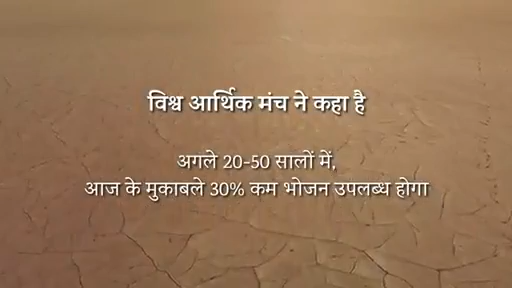 विश्व आर्थिक मंच ने कहा है
अगले 20-50 सालों में,
आज के मुकाबले 30% कम भोजन उपलब्ध होगा